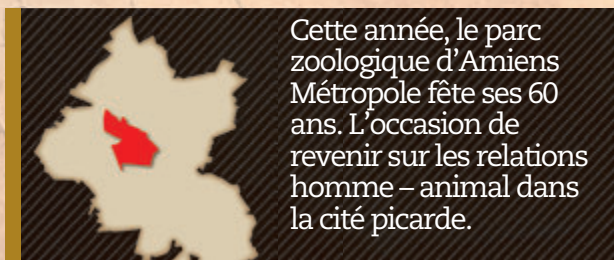 Cette année, le parc
zoologique d’Amiens
Métropole fête ses 60
ans. L’occasion de
revenir sur les relations
homme – animal dans
la cité picarde.